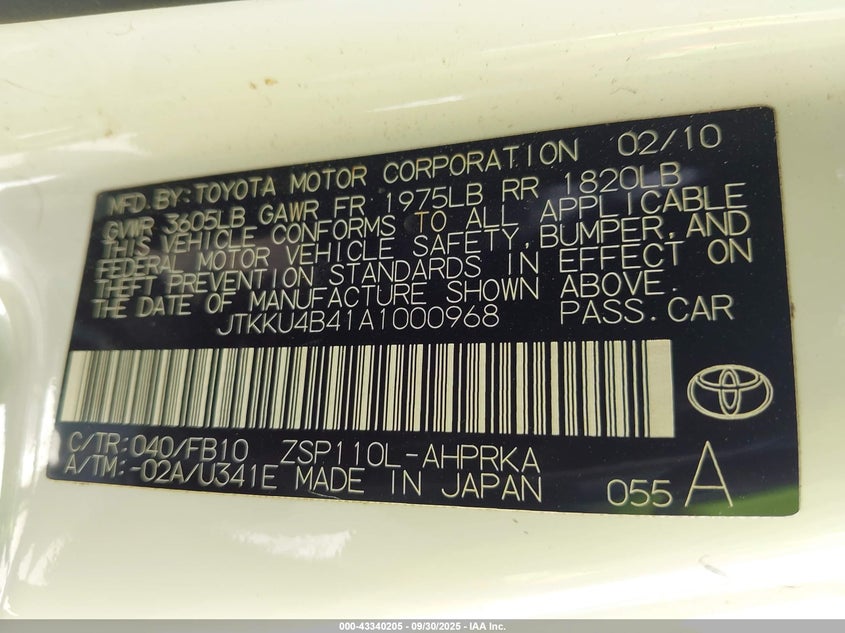 MFD.BY:TOYOTA MOTOR CORPORATION 02/10
GVWR 3605LB GAWR FR 1975LB RR 1820LB
THIS VEHICLE CONFORMS TO ALL APPLICABLE
FEDERAL MOTOR VEHICLE SAFETY,BUMPER,AND
THEFT PREVENTION STANDARDS IN EFFECT ON
THE DATE OF MANUFACTURE SHOWN ABOVE.
JTKKU4B41A1000968 PASS.CAR
C/TR:040/FB10 ZSP110L-AHPRKA
A/TM:-02A/U341E MADE IN JAPAN
055 A
000-43340205 - 09/30/2025 - IAA Inc.